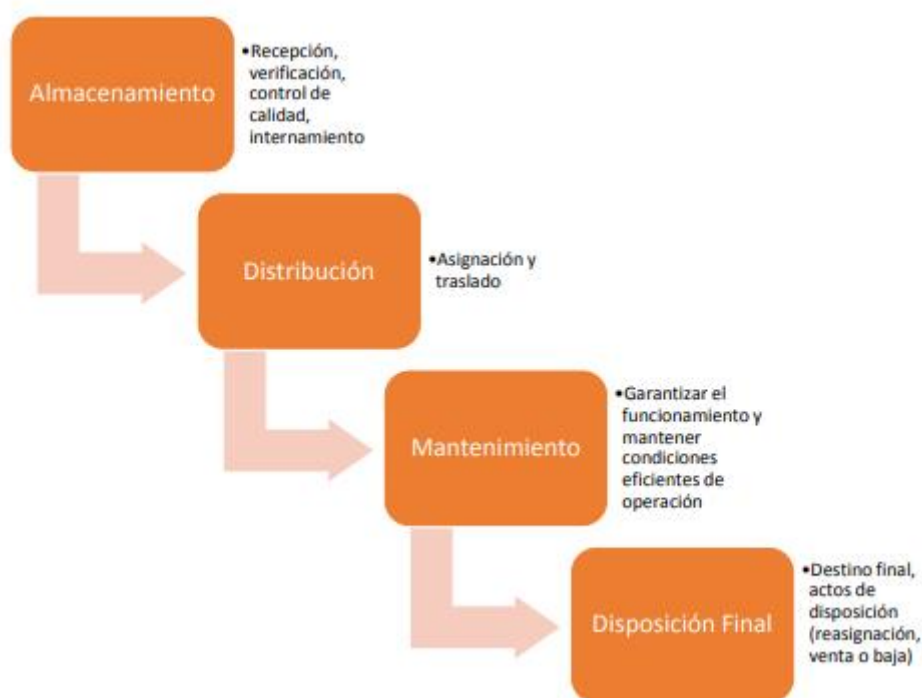 Almacenamiento
•Recepción,
verificación,
control de
calidad,
internamiento
Distribución
•Asignación y
traslado
Mantenimiento
•Garantizar el
funcionamiento y
mantener
condiciones
eficientes de
operación
Disposición Final
•Destino final,
actos de
disposición
(reasignación,
venta o baja)